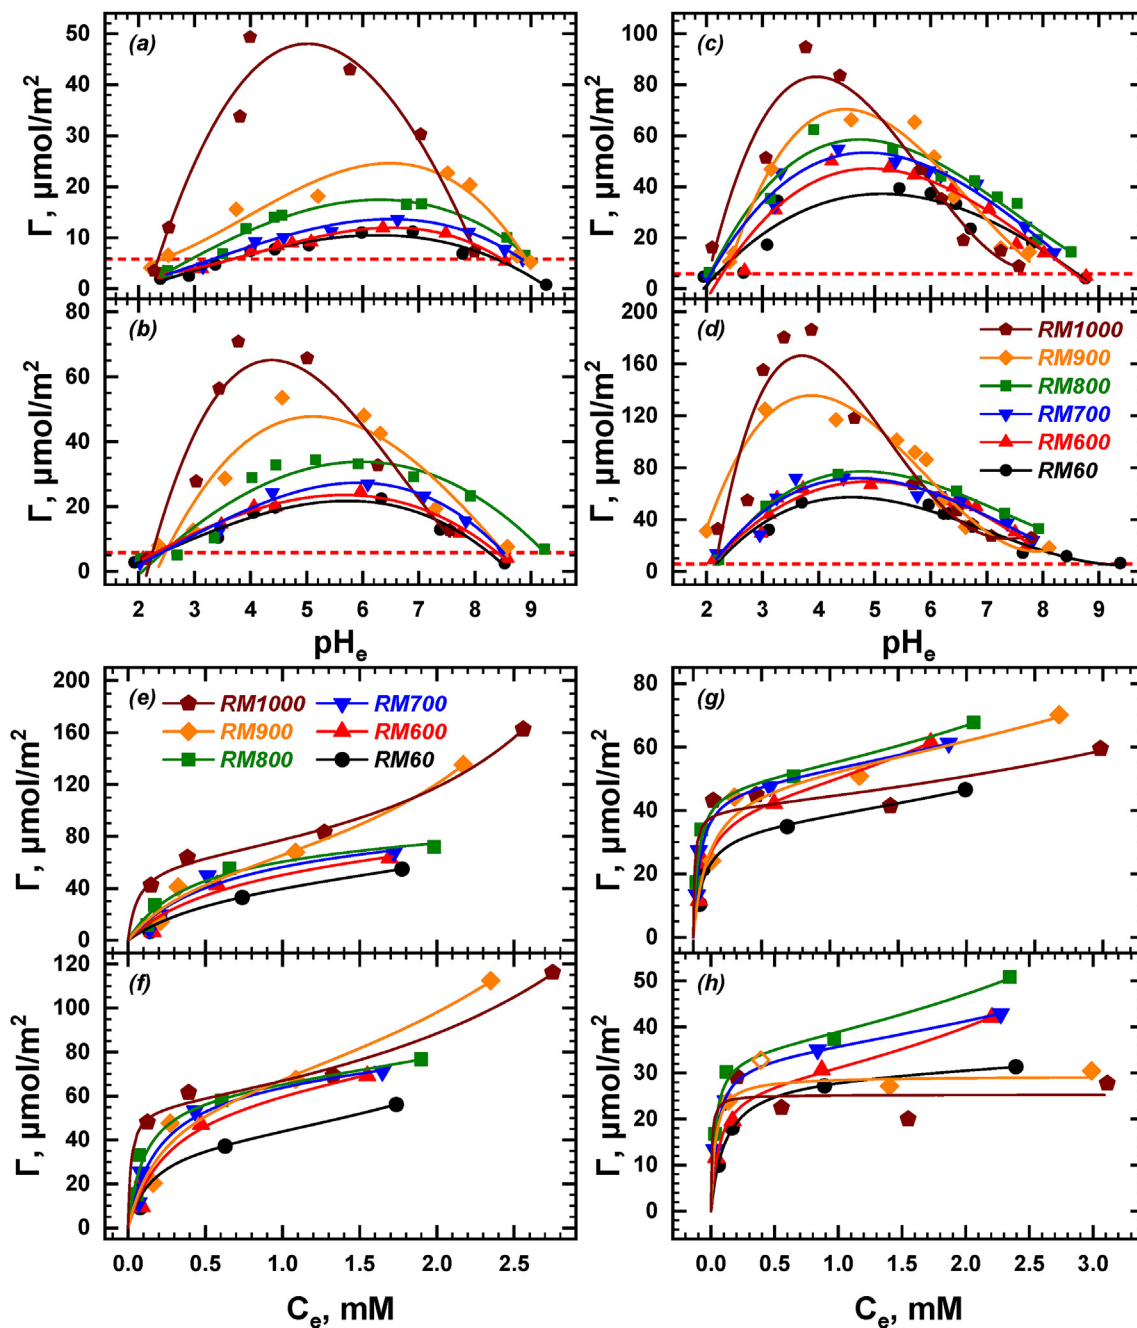 (a)
Γ, μmol/m²
50
40
30
20
10
0
(c)
Γ, μmol/m²
100
80
60
40
20
0
(b)
Γ, μmol/m²
80
60
40
20
0
2 3 4 5 6 7 8 9
pHₑ
(d)
Γ, μmol/m²
200
160
120
80
40
0
RM1000
RM900
RM800
RM700
RM600
RM60
2 3 4 5 6 7 8 9
pHₑ
(e)
Γ, μmol/m²
200
160
120
80
40
0
RM1000 RM700
RM900 RM600
RM800 RM60
(g)
Γ, μmol/m²
80
60
40
20
0
(f)
Γ, μmol/m²
120
100
80
60
40
20
0
0.0 0.5 1.0 1.5 2.0 2.5
Cₑ, mM
(h)
Γ, μmol/m²
50
40
30
20
10
0
0.0 0.5 1.0 1.5 2.0 2.5 3.0
Cₑ, mM